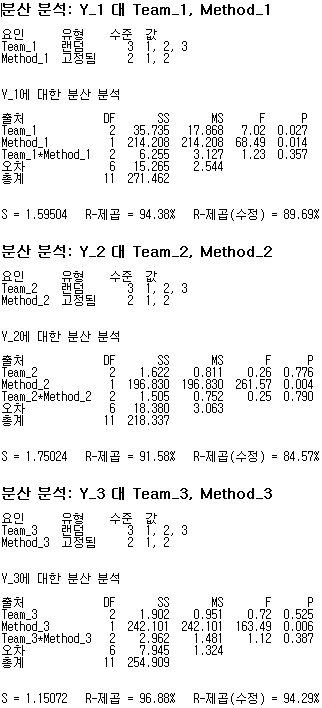 분산 분석: Y_1 대 Team_1, Method_1
요인 유형 수준 값
Team_1 랜덤 3 1, 2, 3
Method_1 고정됨 2 1, 2
Y_1에 대한 분산 분석
출처 DF SS MS F P
Team_1 2 35.735 17.868 7.02 0.027
Method_1 1 214.208 214.208 68.49 0.014
Team_1*Method_1 2 6.255 3.127 1.23 0.357
오차 6 15.265 2.544
총계 11 271.462
S = 1.59504 R-제곱 = 94.38% R-제곱(수정) = 89.69%
분산 분석: Y_2 대 Team_2, Method_2
요인 유형 수준 값
Team_2 랜덤 3 1, 2, 3
Method_2 고정됨 2 1, 2
Y_2에 대한 분산 분석
출처 DF SS MS F P
Team_2 2 1.622 0.811 0.26 0.776
Method_2 1 196.830 196.830 261.57 0.004
Team_2*Method_2 2 1.505 0.752 0.25 0.790
오차 6 18.380 3.063
총계 11 218.337
S = 1.75024 R-제곱 = 91.58% R-제곱(수정) = 84.57%
분산 분석: Y_3 대 Team_3, Method_3
요인 유형 수준 값
Team_3 랜덤 3 1, 2, 3
Method_3 고정됨 2 1, 2
Y_3에 대한 분산 분석
출처 DF SS MS F P
Team_3 2 1.902 0.951 0.72 0.525
Method_3 1 242.101 242.101 163.49 0.006
Team_3*Method_3 2 2.962 1.481 1.12 0.387
오차 6 7.945 1.324
총계 11 254.909
S = 1.15072 R-제곱 = 96.88% R-제곱(수정) = 94.29%